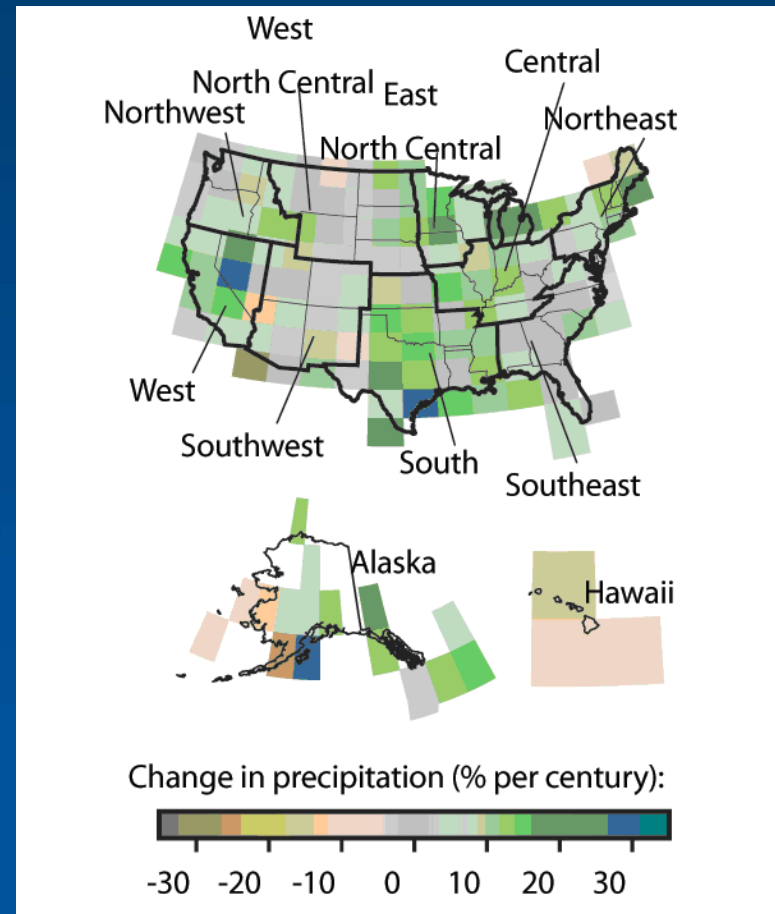 West
Central
North Central
East
Northwest
Northeast
North Central
West
Southwest
South
Southeast
Alaska
Hawaii
Change in precipitation (% per century):
-30 -20 -10 0 10 20 30